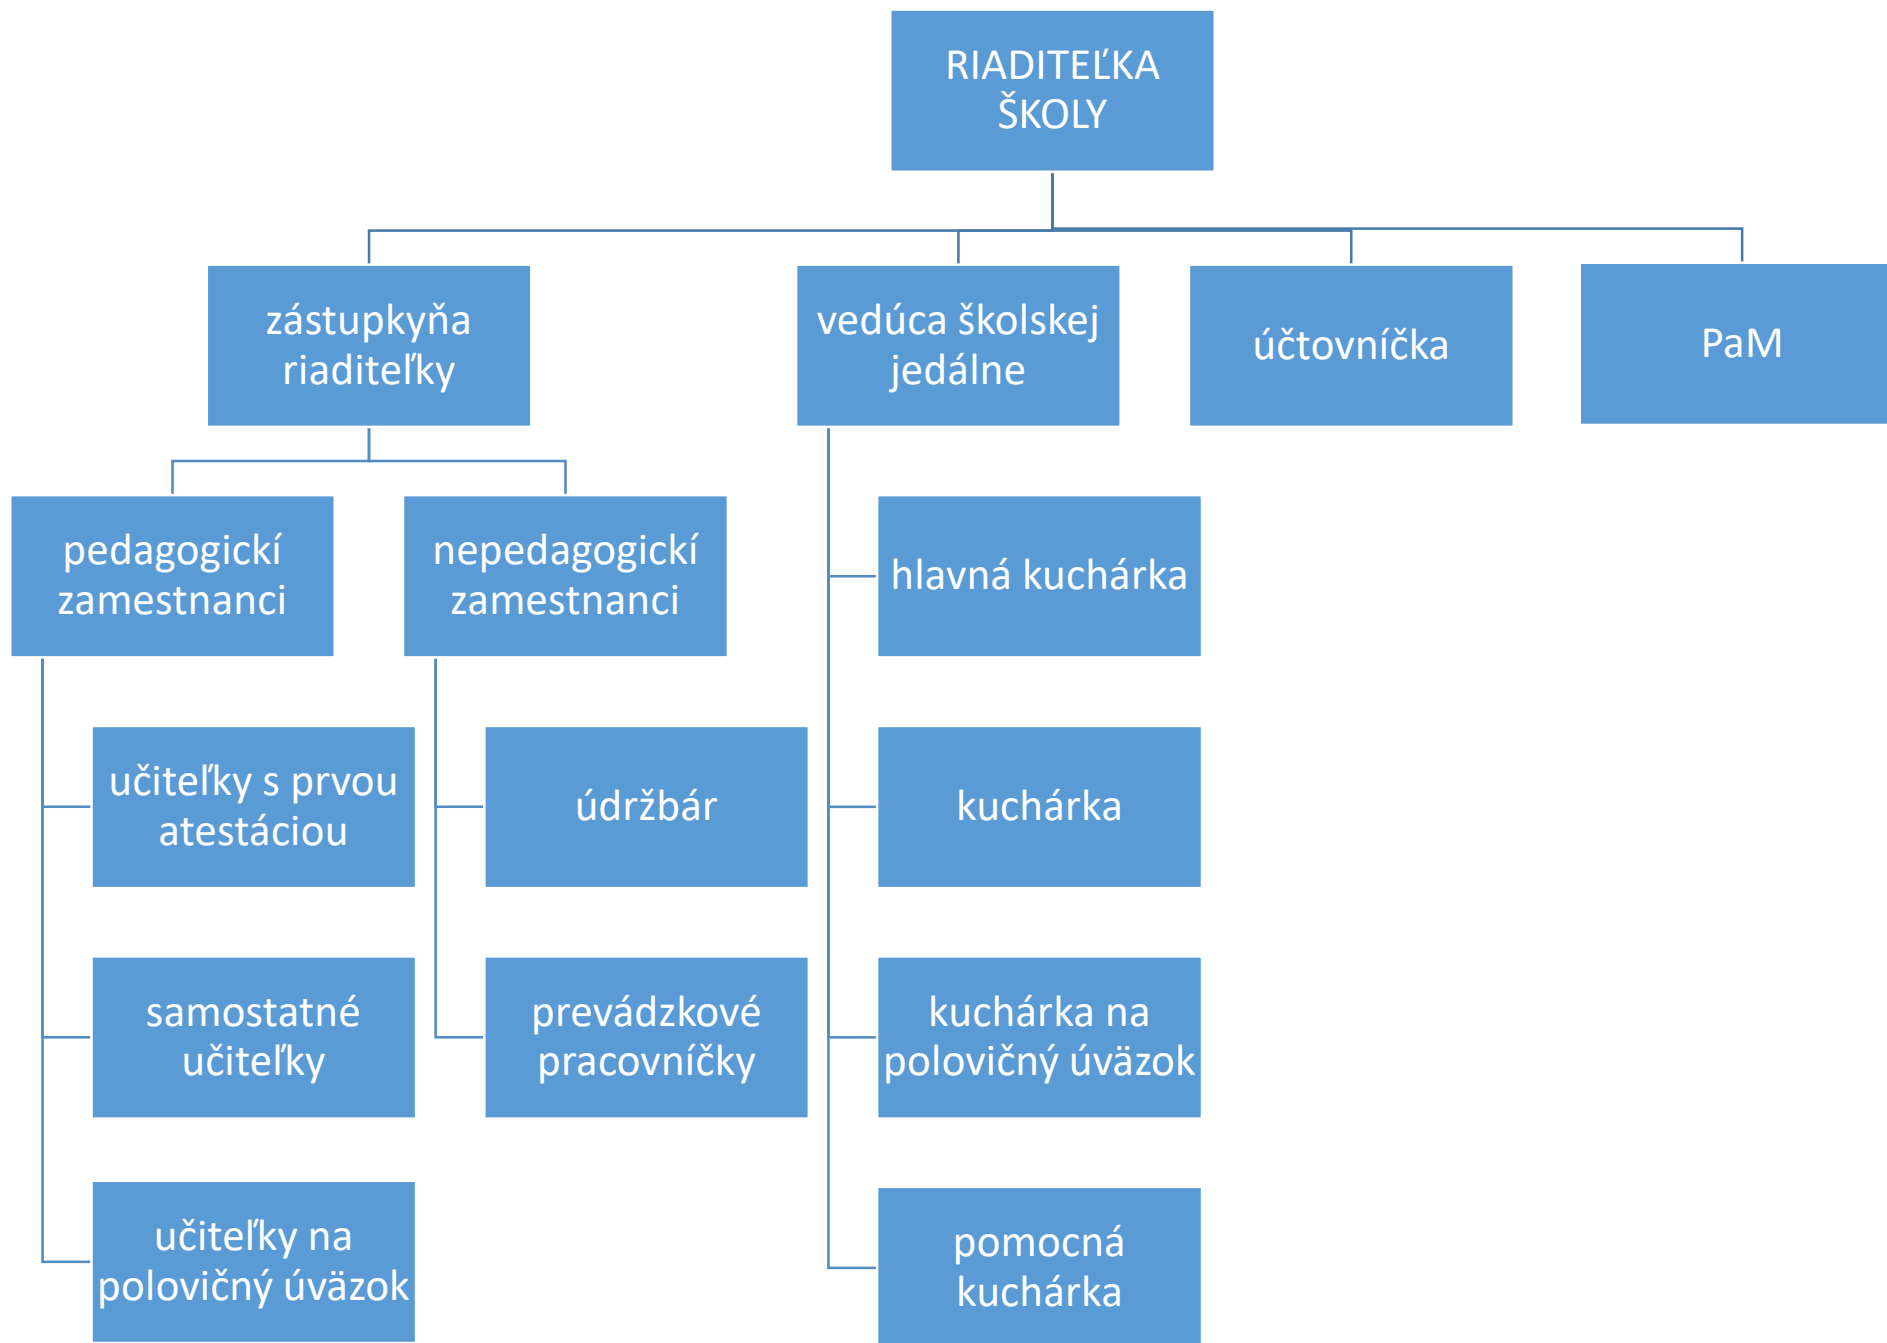 RIADITEĽKA
ŠKOLY
zástupkyňa
riaditeľky
vedúca školskej
jedálne
účtovníčka
PaM
pedagogickí
zamestnanci
nepedagogickí
zamestnanci
hlavná kuchárka
učiteľky s prvou
atestáciou
údržbár
kuchárka
samostatné
učiteľky
prevádzkové
pracovníčky
kuchárka na
polovičný úväzok
učiteľky na
polovičný úväzok
pomocná
kuchárka